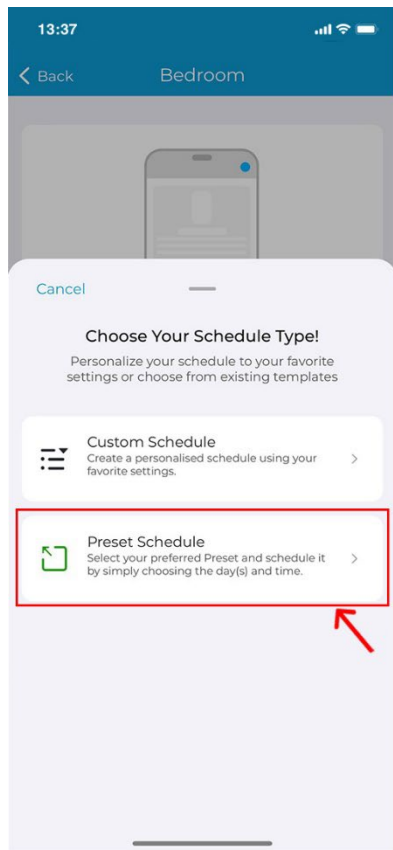 13:37
Back
Bedroom
Cancel
Choose Your Schedule Type!
Personalize your schedule to your favorite
settings or choose from existing templates
Custom Schedule
Create a personalised schedule using your
favorite settings.
Preset Schedule
Select your preferred Preset and schedule it
by simply choosing the day(s) and time.